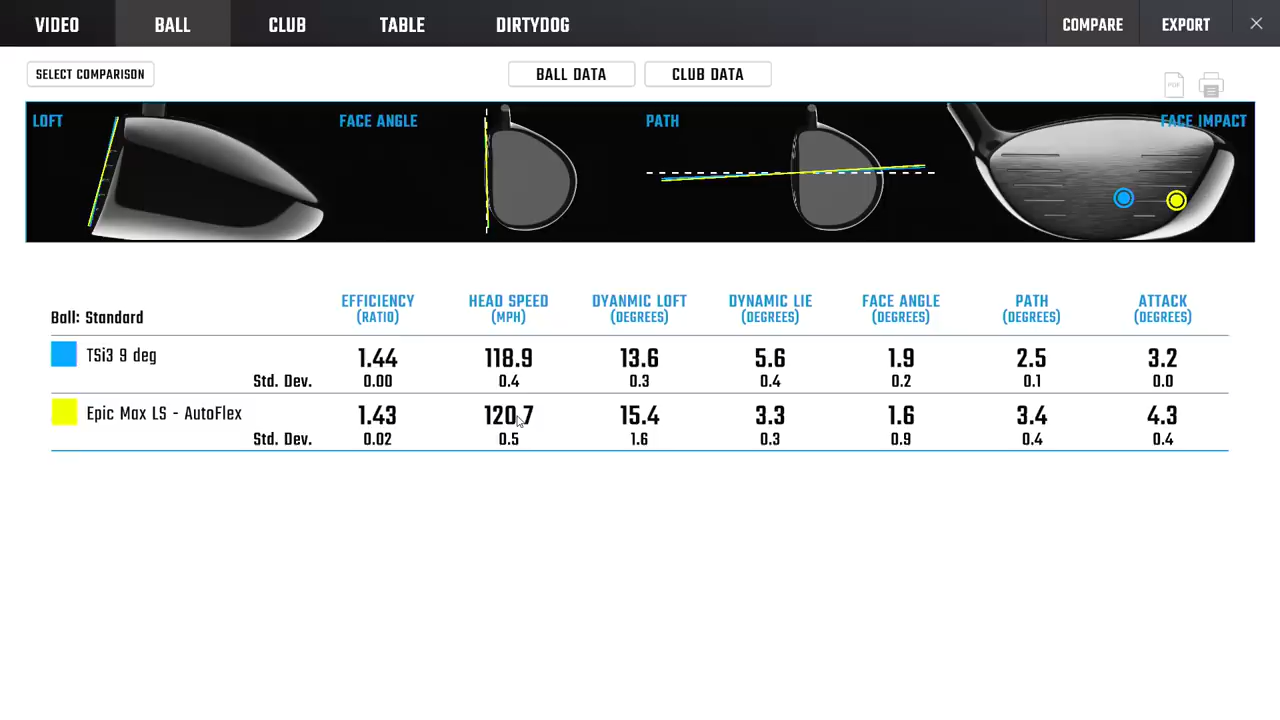 VIDEO BALL CLUB TABLE DIRTYDOG COMPARE EXPORT
SELECT COMPARISON BALL DATA CLUB DATA
PDF
LOFT FACE ANGLE PATH FACE IMPACT
EFFICIENCY HEAD SPEED DYANMIC LOFT DYNAMIC LIE FACE ANGLE PATH ATTACK
Ball: Standard (RATIO) (MPH) (DEGREES) (DEGREES) (DEGREES) (DEGREES) (DEGREES)
TSi3 9 deg 1.44 118.9 13.6 5.6 1.9 2.5 3.2
Std. Dev. 0.00 0.4 0.3 0.4 0.2 0.1 0.0
Epic Max LS - AutoFlex 1.43 120.7 15.4 3.3 1.6 3.4 4.3
Std. Dev. 0.02 0.5 1.6 0.3 0.9 0.4 0.4